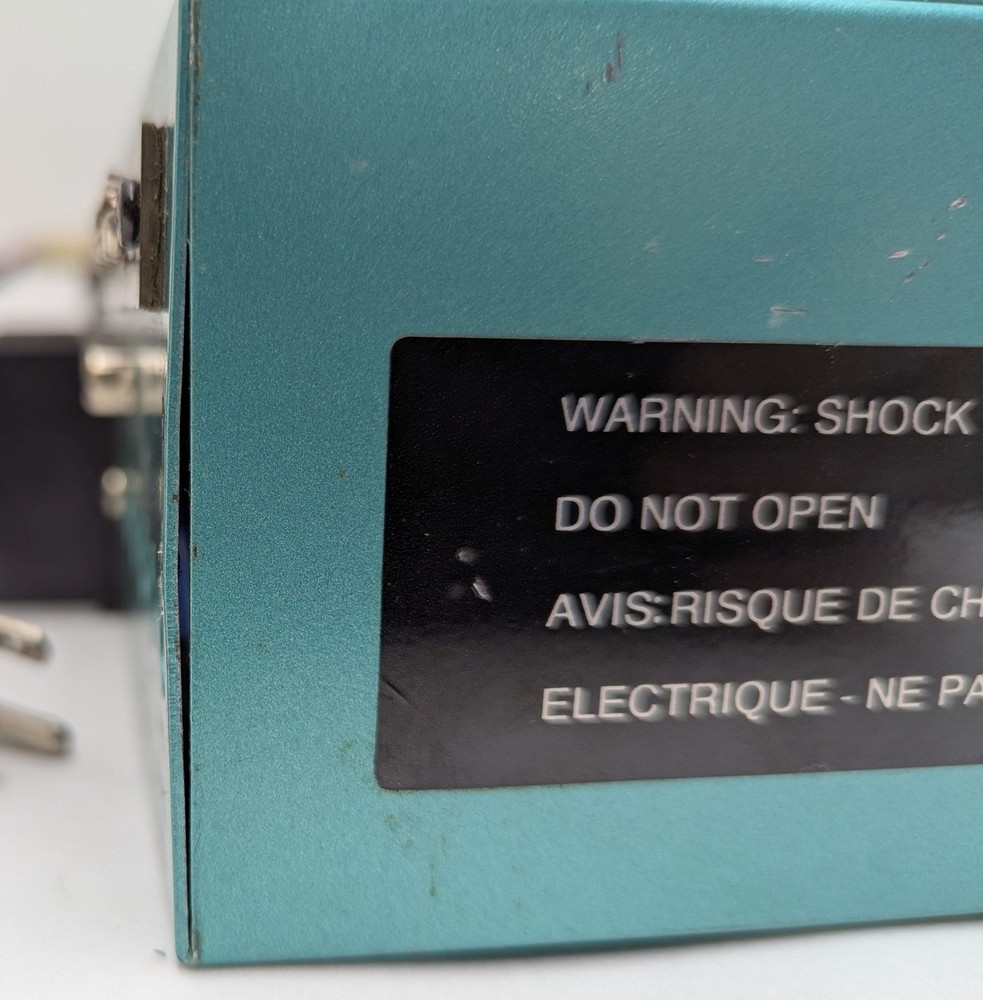 WARNING: SHOCK
DO NOT OPEN
AVIS:RISQUE DE CH
ELECTRIQUE - NE PA